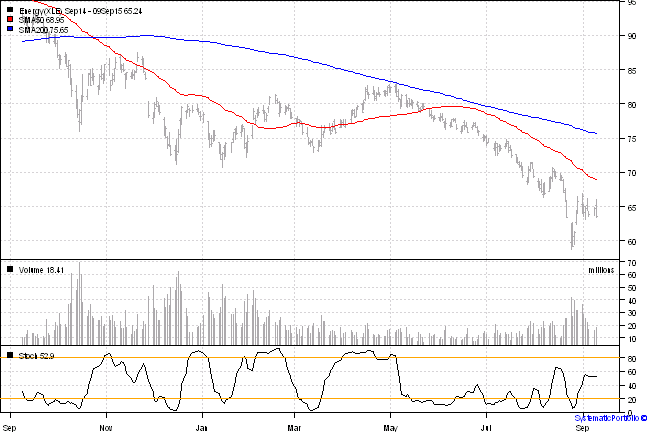 Energy(XLE) Sep14 - 09Sep15 65.24
SMA50 68.95
SMA200 75.65
95
90
85
80
75
70
65
60
Volume 18.41
millions
70
60
50
40
30
20
10
Stoch 52.9
80
60
40
20
0
Sep Nov Jan Mar May Jul Sep
SystematicPortfolio ©